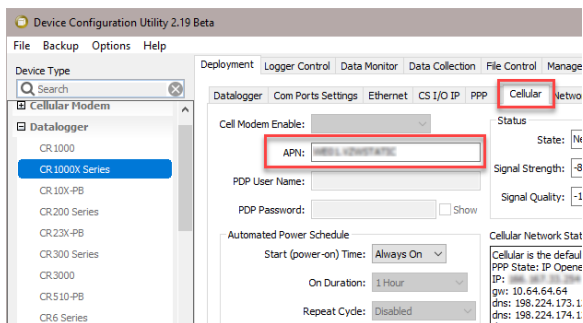 Device Configuration Utility 2.19 Beta
File Backup Options Help
Device Type
Search
Cellular Modem
Datalogger
CR1000
CR1000X Series
CR10X-PB
CR200 Series
CR23X-PB
CR300 Series
CR3000
CR510-PB
CR6 Series
Deployment Logger Control Data Monitor Data Collection File Control Manage
Datalogger Com Ports Settings Ethernet CS I/O IP PPP Cellular Netwo
Cell Modem Enable:
APN:
PDP User Name:
PDP Password: Show
Automated Power Schedule
Start (power-on) Time: Always On
On Duration: 1 Hour
Repeat Cycle: Disabled
Status
State: Ne
Signal Strength: -8
Signal Quality: -1
Cellular Network Stat
Cellular is the defaul
PPP State: IP Opene
IP:
gw: 10.64.64.64
dns: 198.224.173.1
dns: 198.224.174.1